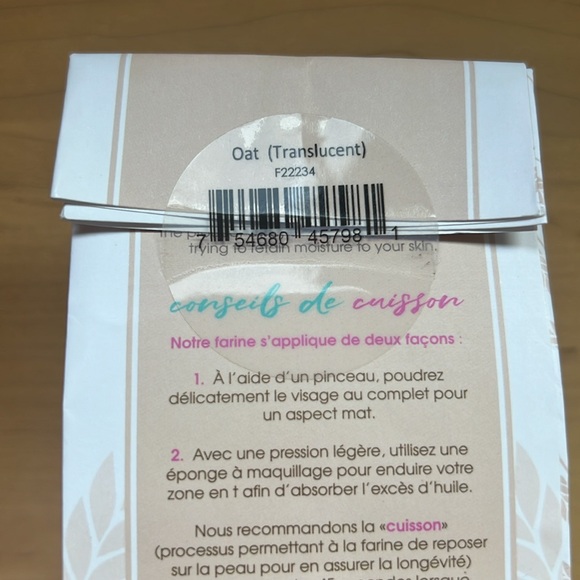 Oat (Translucent)
F22234
7 54680 45798 1
trying to retain moisture to your skin.
conseils de cuisson
Notre farine s'applique de deux façons :
1. À l'aide d'un pinceau, poudrez
délicatement le visage au complet pour
un aspect mat.
2. Avec une pression légère, utilisez une
éponge à maquillage pour enduire votre
zone en t afin d'absorber l'excès d'huile.
Nous recommandons la «cuisson»
(processus permettant à la farine de reposer
sur la peau pour en assurer la longévité)